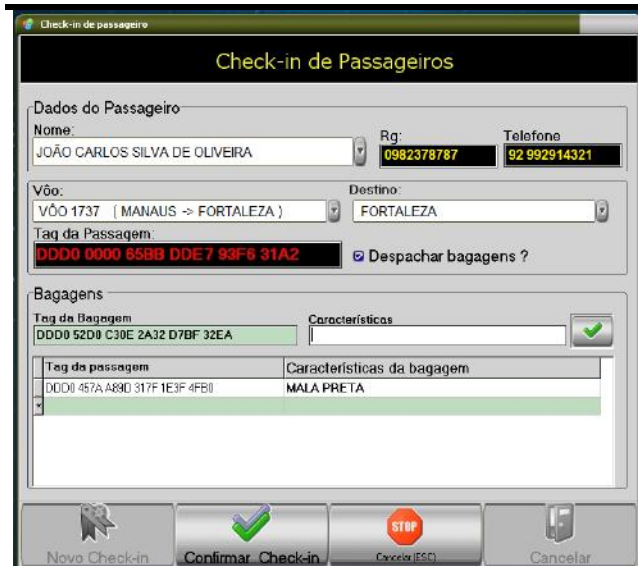 Check-in de passageiro
Check-in de Passageiros
Dados do Passageiro
Nome: Rg: Telefone
JOÃO CARLOS SILVA DE OLIVEIRA 0982378787 92 992914321
Vôo: Destino:
VÔO 1737 ( MANAUS -> FORTALEZA ) FORTALEZA
Tag da Passagem:
DDD0 0000 65BB DDE7 93F6 31A2 Despachar bagagens ?
Bagagens
Tag da Bagagem Características
DDD0 52D0 C30E 2A32 D7BF 32EA
Tag da passagem Características da bagagem
DDD0 457A A89D 317F 1E3F 4FB0 MALA PRETA
STOP
Novo Check-in Confirmar Check-in Cancelar (ESC) Cancelar